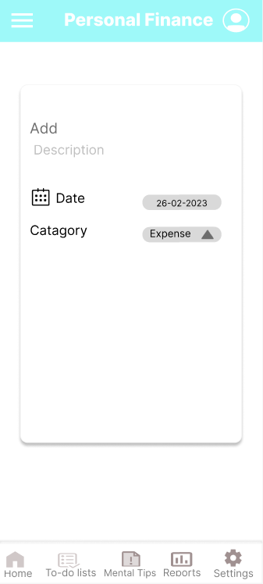 Personal Finance
Add
Description
Date
26-02-2023
Catagory
Expense
Home
To-do lists
Mental Tips
Reports
Settings